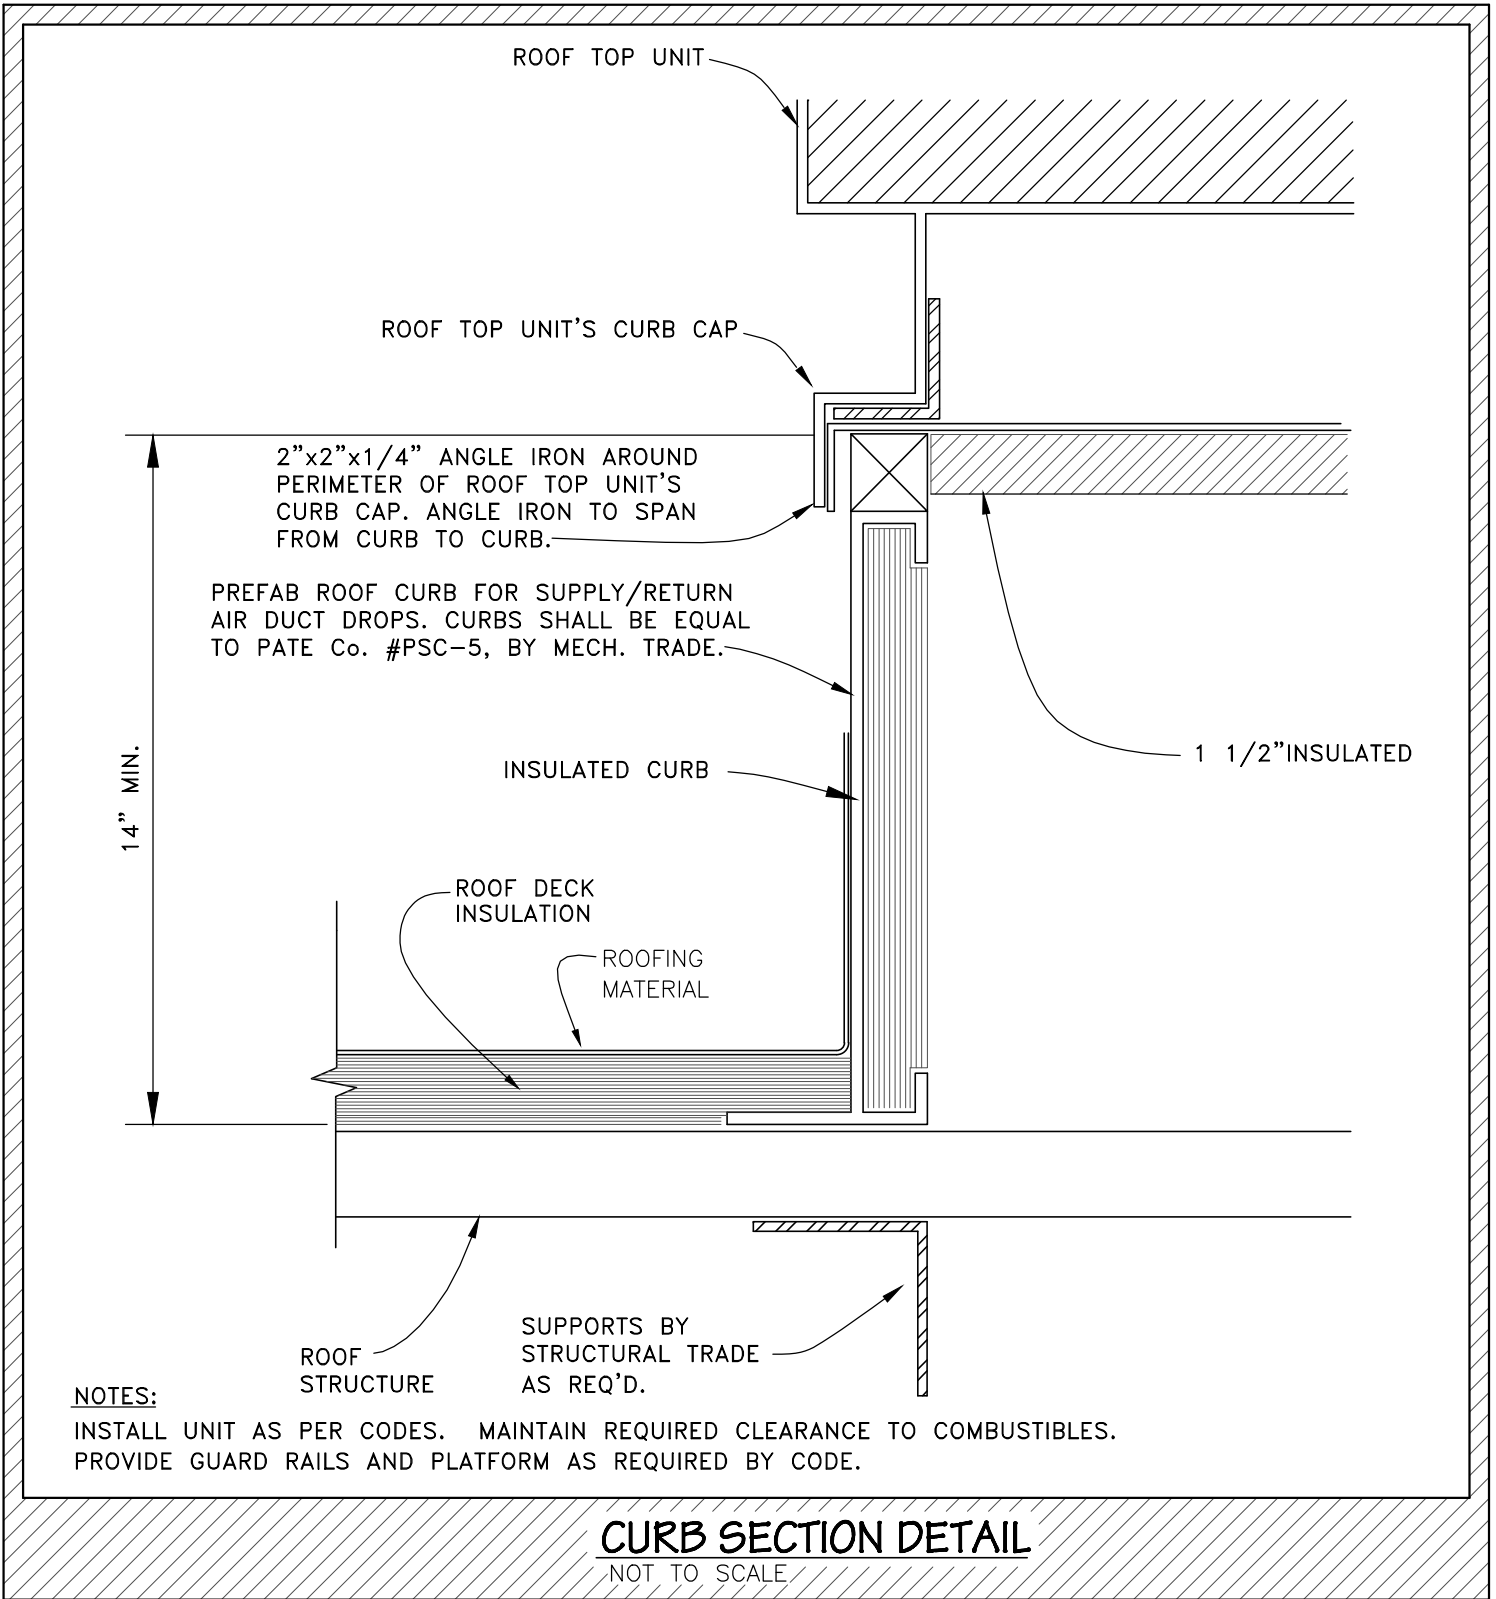 ROOF TOP UNIT
ROOF TOP UNIT'S CURB CAP
2"x2"x1/4" ANGLE IRON AROUND
PERIMETER OF ROOF TOP UNIT'S
CURB CAP. ANGLE IRON TO SPAN
FROM CURB TO CURB.
PREFAB ROOF CURB FOR SUPPLY/RETURN
AIR DUCT DROPS. CURBS SHALL BE EQUAL
TO PATE Co. #PSC-5, BY MECH. TRADE.
14" MIN.
1 1/2"INSULATED
INSULATED CURB
ROOF DECK
INSULATION
ROOFING
MATERIAL
ROOF
STRUCTURE
SUPPORTS BY
STRUCTURAL TRADE
AS REQ'D.
NOTES:
INSTALL UNIT AS PER CODES. MAINTAIN REQUIRED CLEARANCE TO COMBUSTIBLES.
PROVIDE GUARD RAILS AND PLATFORM AS REQUIRED BY CODE.
CURB SECTION DETAIL
NOT TO SCALE